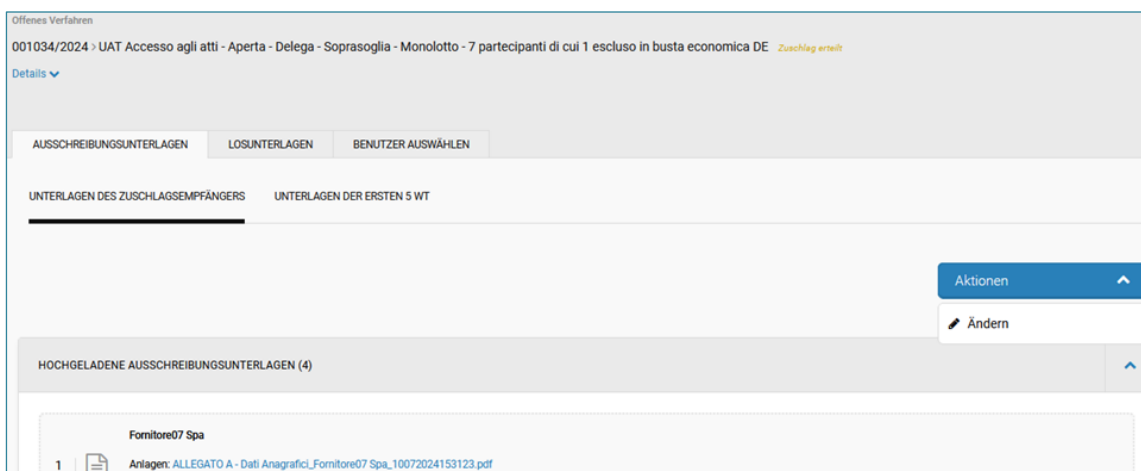 Offenes Verfahren
001034/2024 > UAT Accesso agli atti - Aperta - Delega - Soprasoglia - Monolotto - 7 partecipanti di cui 1 escluso in busta economica DE Zuschlag erteilt
Details
AUSSCHREIBUNGSUNTERLAGEN LOSUNTERLAGEN BENUTZER AUSWÄHLEN
UNTERLAGEN DES ZUSCHLAGSEMPFÄNGERS UNTERLAGEN DER ERSTEN 5 WT
Aktionen
Ändern
HOCHGELADENE AUSSCHREIBUNGSUNTERLAGEN (4)
Fornitore07 Spa
1 Anlagen: ALLEGATO A - Dati Anagrafici_Fornitore07 Spa_10072024153123.pdf